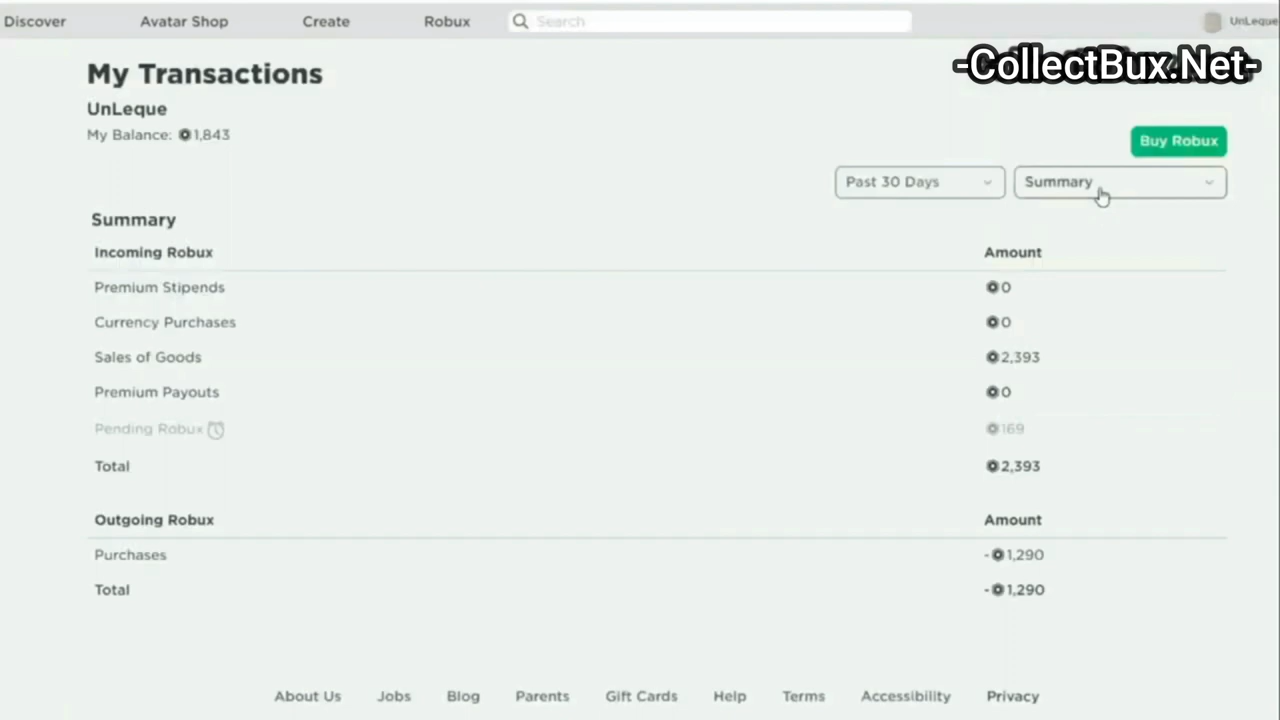 Discover Avatar Shop Create Robux Search UnLeque
-CollectBux.Net-
My Transactions
UnLeque
My Balance: 1,843
Buy Robux
Past 30 Days Summary
Summary
Incoming Robux Amount
Premium Stipends 0
Currency Purchases 0
Sales of Goods 2,393
Premium Payouts 0
Pending Robux 169
Total 2,393
Outgoing Robux Amount
Purchases -1,290
Total -1,290
About Us Jobs Blog Parents Gift Cards Help Terms Accessibility Privacy